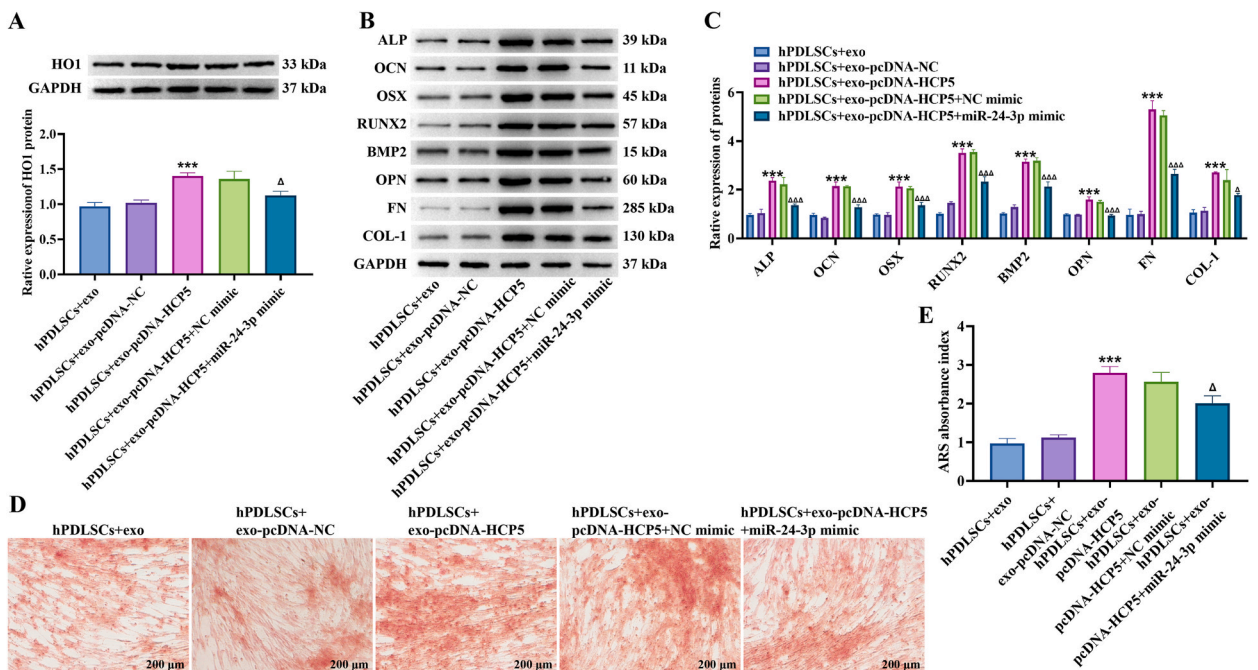 A
HO1
33 kDa
GAPDH
37 kDa
Rative expressionof HO1 protein
1.5
1.0
0.5
0.0
***
Δ
hPDLSCs+exo
hPDLSCs+exo-pcDNA-NC
hPDLSCs+exo-pcDNA-HCP5
hPDLSCs+exo-pcDNA-HCP5+NC mimic
hPDLSCs+exo-pcDNA-HCP5+miR-24-3p mimic
B
ALP
39 kDa
OCN
11 kDa
OSX
45 kDa
RUNX2
57 kDa
BMP2
15 kDa
OPN
60 kDa
FN
285 kDa
COL-1
130 kDa
GAPDH
37 kDa
hPDLSCs+exo
hPDLSCs+exo-pcDNA-NC
hPDLSCs+exo-pcDNA-HCP5
hPDLSCs+exo-pcDNA-HCP5+NC mimic
hPDLSCs+exo-pcDNA-HCP5+miR-24-3p mimic
C
hPDLSCs+exo
hPDLSCs+exo-pcDNA-NC
hPDLSCs+exo-pcDNA-HCP5
hPDLSCs+exo-pcDNA-HCP5+NC mimic
hPDLSCs+exo-pcDNA-HCP5+miR-24-3p mimic
Rative expression of proteins
6
4
2
0
***
ΔΔΔ
***
ΔΔΔ
***
ΔΔΔ
***
ΔΔΔ
***
ΔΔΔ
***
ΔΔΔ
***
ΔΔΔ
***
Δ
ALP
OCN
OSX
RUNX2
BMP2
OPN
FN
COL-1
D
hPDLSCs+exo
hPDLSCs+
exo-pcDNA-NC
hPDLSCs+
exo-pcDNA-HCP5
hPDLSCs+exo-
pcDNA-HCP5+NC mimic
hPDLSCs+exo-pcDNA-HCP5
+miR-24-3p mimic
200 μm
200 μm
200 μm
200 μm
200 μm
E
ARS absorbance index
4
3
2
1
0
***
Δ
hPDLSCs+exo
hPDLSCs+
exo-pcDNA-NC
hPDLSCs+exo-
pcDNA-HCP5
hPDLSCs+exo-
pcDNA-HCP5+NC mimic
hPDLSCs+exo-
pcDNA-HCP5+miR-24-3p mimic